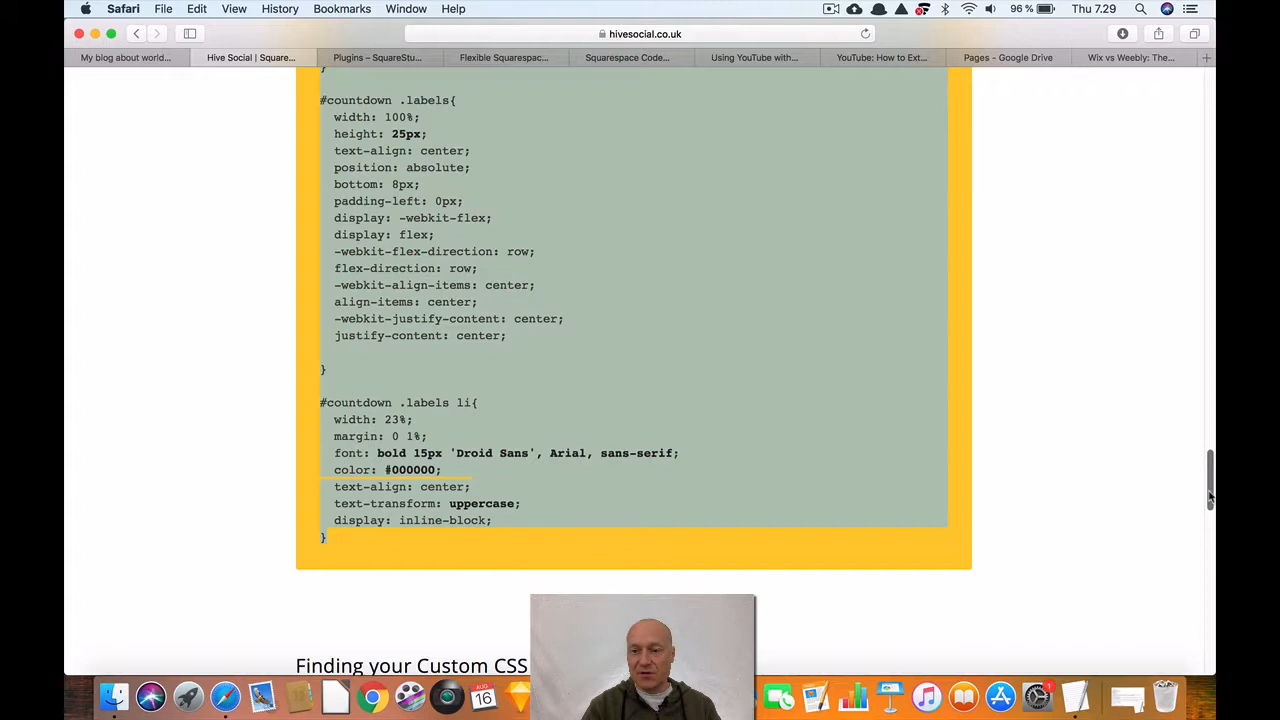 Safari File Edit View History Bookmarks Window Help 96 % Thu 7.29
hivesocial.co.uk
My blog about world... Hive Social | Square... Plugins – SquareStu... Flexible Squarespac... Squarespace Code... Using YouTube with... YouTube: How to Ext... Pages - Google Drive Wix vs Weebly: The...
}
#countdown .labels{
width: 100%;
height: 25px;
text-align: center;
position: absolute;
bottom: 8px;
padding-left: 0px;
display: -webkit-flex;
display: flex;
-webkit-flex-direction: row;
flex-direction: row;
-webkit-align-items: center;
align-items: center;
-webkit-justify-content: center;
justify-content: center;
}
#countdown .labels li{
width: 23%;
margin: 0 1%;
font: bold 15px 'Droid Sans', Arial, sans-serif;
color: #000000;
text-align: center;
text-transform: uppercase;
display: inline-block;
}
Finding your Custom CSS
AUG
16
1